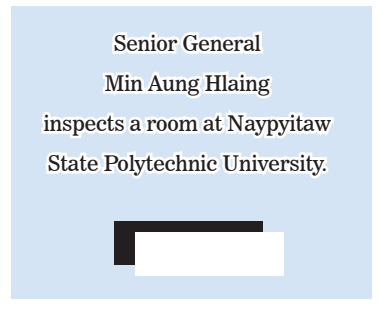 Senior General
Min Aung Hlaing
inspects a room at Naypyitaw
State Polytechnic University.